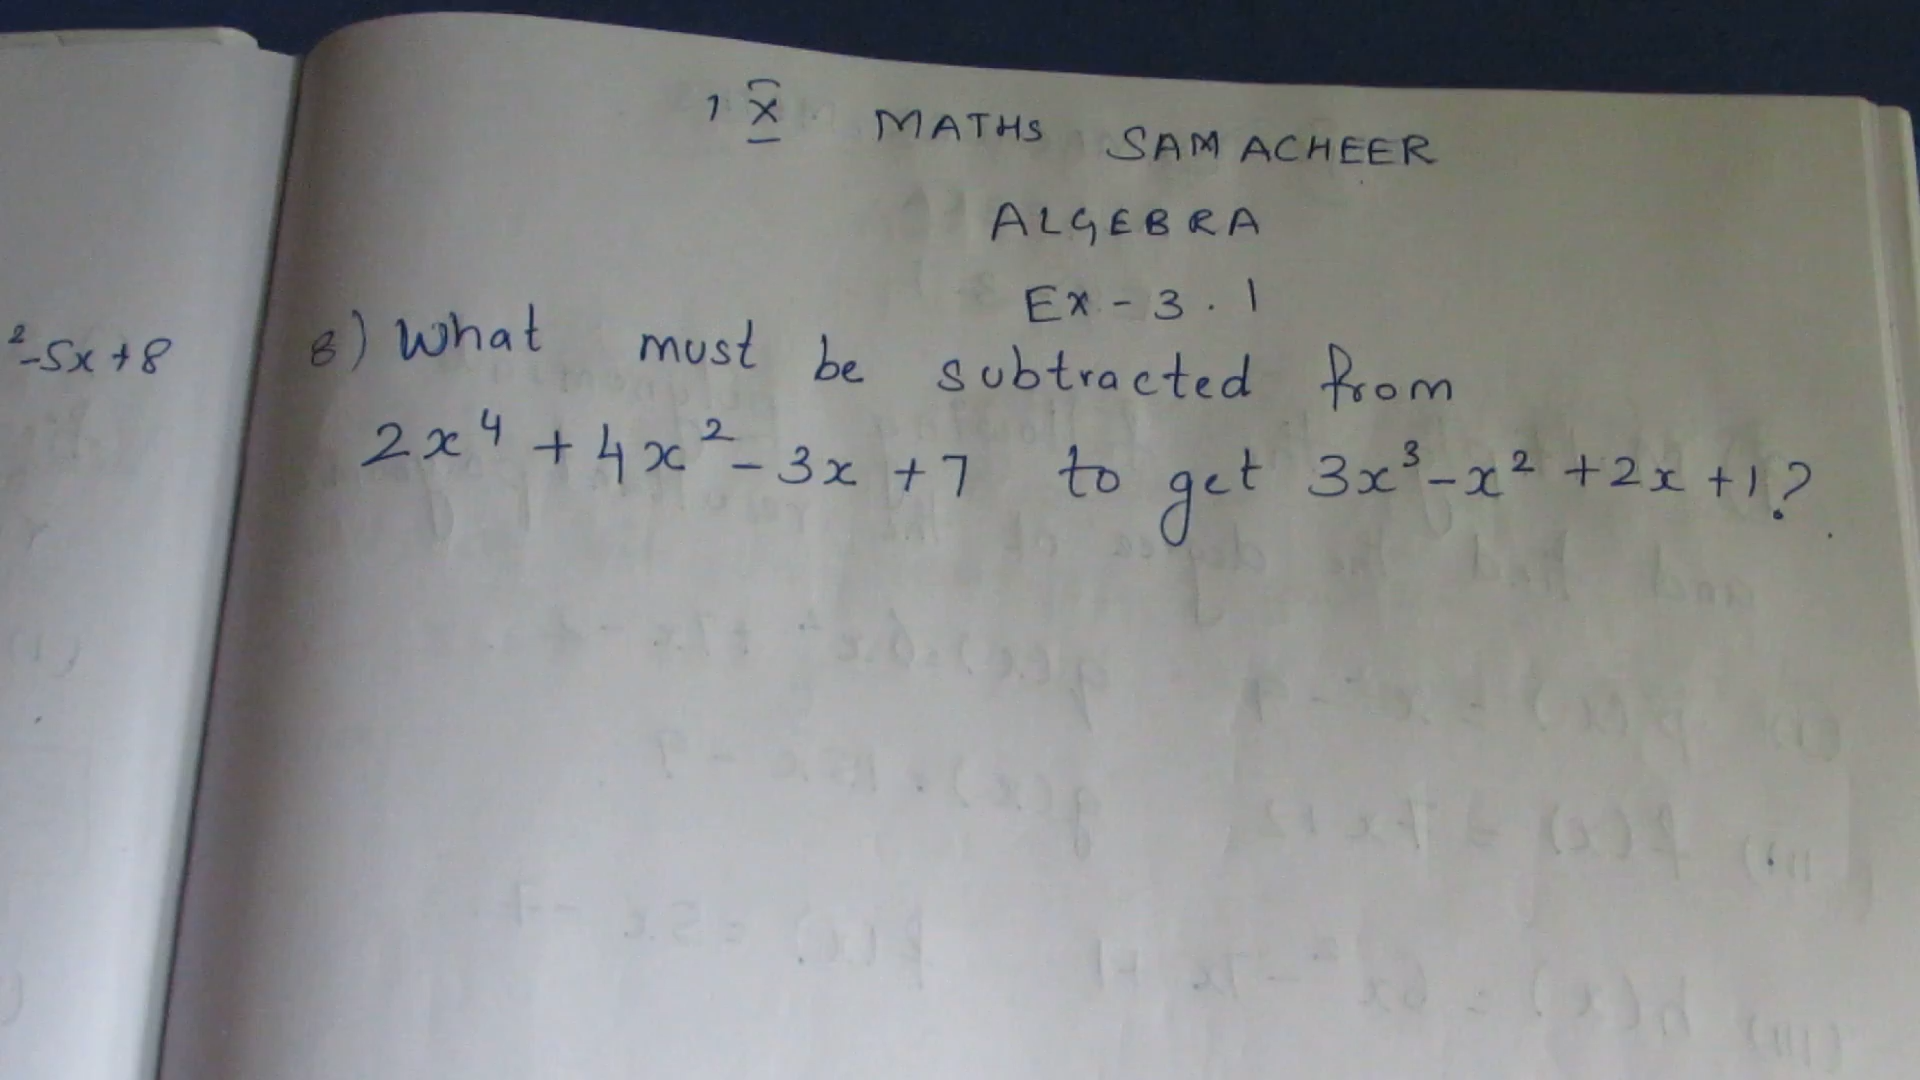 IX MATHS SAMACHEER
ALGEBRA
Ex - 3.1
8) What must be subtracted from
2x⁴ + 4x² - 3x + 7 to get 3x³ - x² + 2x + 1?
² - 5x + 8